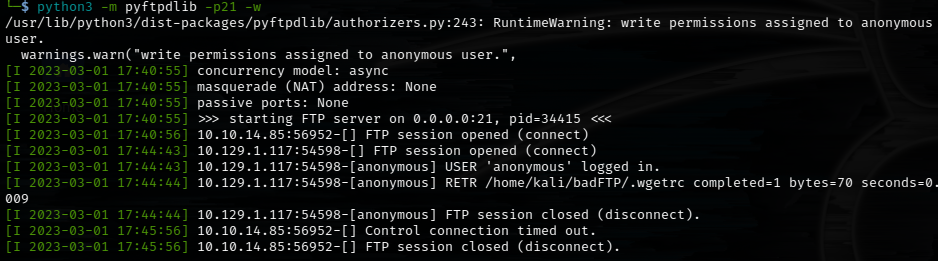 └─$ python3 -m pyftpdlib -p21 -w
/usr/lib/python3/dist-packages/pyftpdlib/authorizers.py:243: RuntimeWarning: write permissions assigned to anonymous
user.
  warnings.warn("write permissions assigned to anonymous user.",
[I 2023-03-01 17:40:55] concurrency model: async
[I 2023-03-01 17:40:55] masquerade (NAT) address: None
[I 2023-03-01 17:40:55] passive ports: None
[I 2023-03-01 17:40:55] >>> starting FTP server on 0.0.0.0:21, pid=34415 <<<
[I 2023-03-01 17:40:56] 10.10.14.85:56952-[] FTP session opened (connect)
[I 2023-03-01 17:44:43] 10.129.1.117:54598-[] FTP session opened (connect)
[I 2023-03-01 17:44:43] 10.129.1.117:54598-[anonymous] USER 'anonymous' logged in.
[I 2023-03-01 17:44:44] 10.129.1.117:54598-[anonymous] RETR /home/kali/badFTP/.wgetrc completed=1 bytes=70 seconds=0.
009
[I 2023-03-01 17:44:44] 10.129.1.117:54598-[anonymous] FTP session closed (disconnect).
[I 2023-03-01 17:45:56] 10.10.14.85:56952-[] Control connection timed out.
[I 2023-03-01 17:45:56] 10.10.14.85:56952-[] FTP session closed (disconnect).